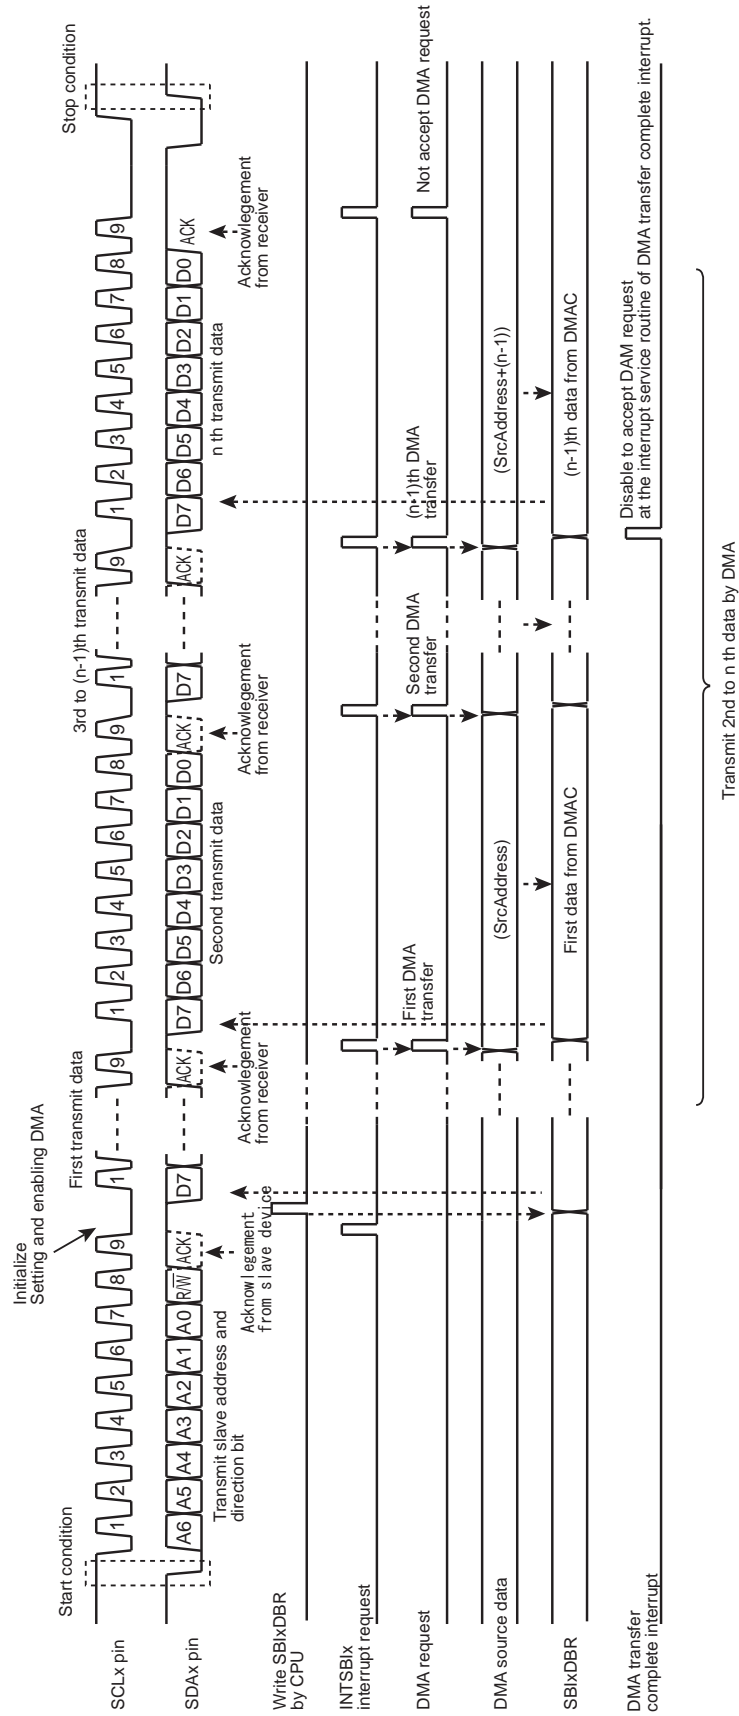 Initialize
Setting and enabling DMA
Start condition
First transmit data
3rd to (n-1)th transmit data
Stop condition
SCLx pin
1 2 3 4 5 6 7 8 9 1 9 1 2 3 4 5 6 7 8 9 1 9 1 2 3 4 5 6 7 8 9
SDAx pin
A6 A5 A4 A3 A2 A1 A0 R/W ACK D7 ACK D7 D6 D5 D4 D3 D2 D1 D0 ACK D7 ACK D7 D6 D5 D4 D3 D2 D1 D0 ACK
Transmit slave address and
direction bit
Second transmit data
n th transmit data
Acknowlegement
from slave device
Acknowlegement
from receiver
Acknowlegement
from receiver
Acknowlegement
from receiver
Write SBIxDBR
by CPU
INTSBIx
interrupt request
First DMA
transfer
Second DMA
transfer
(n-1)th DMA
transfer
Not accept DMA request
DMA request
DMA source data
(SrcAddress)
(SrcAddress+(n-1))
SBIxDBR
First data from DMAC
(n-1)th data from DMAC
DMA transfer
complete interrupt
Disable to accept DAM request
at the interrupt service routine of DMA transfer complete interrupt.
Transmit 2nd to n th data by DMA